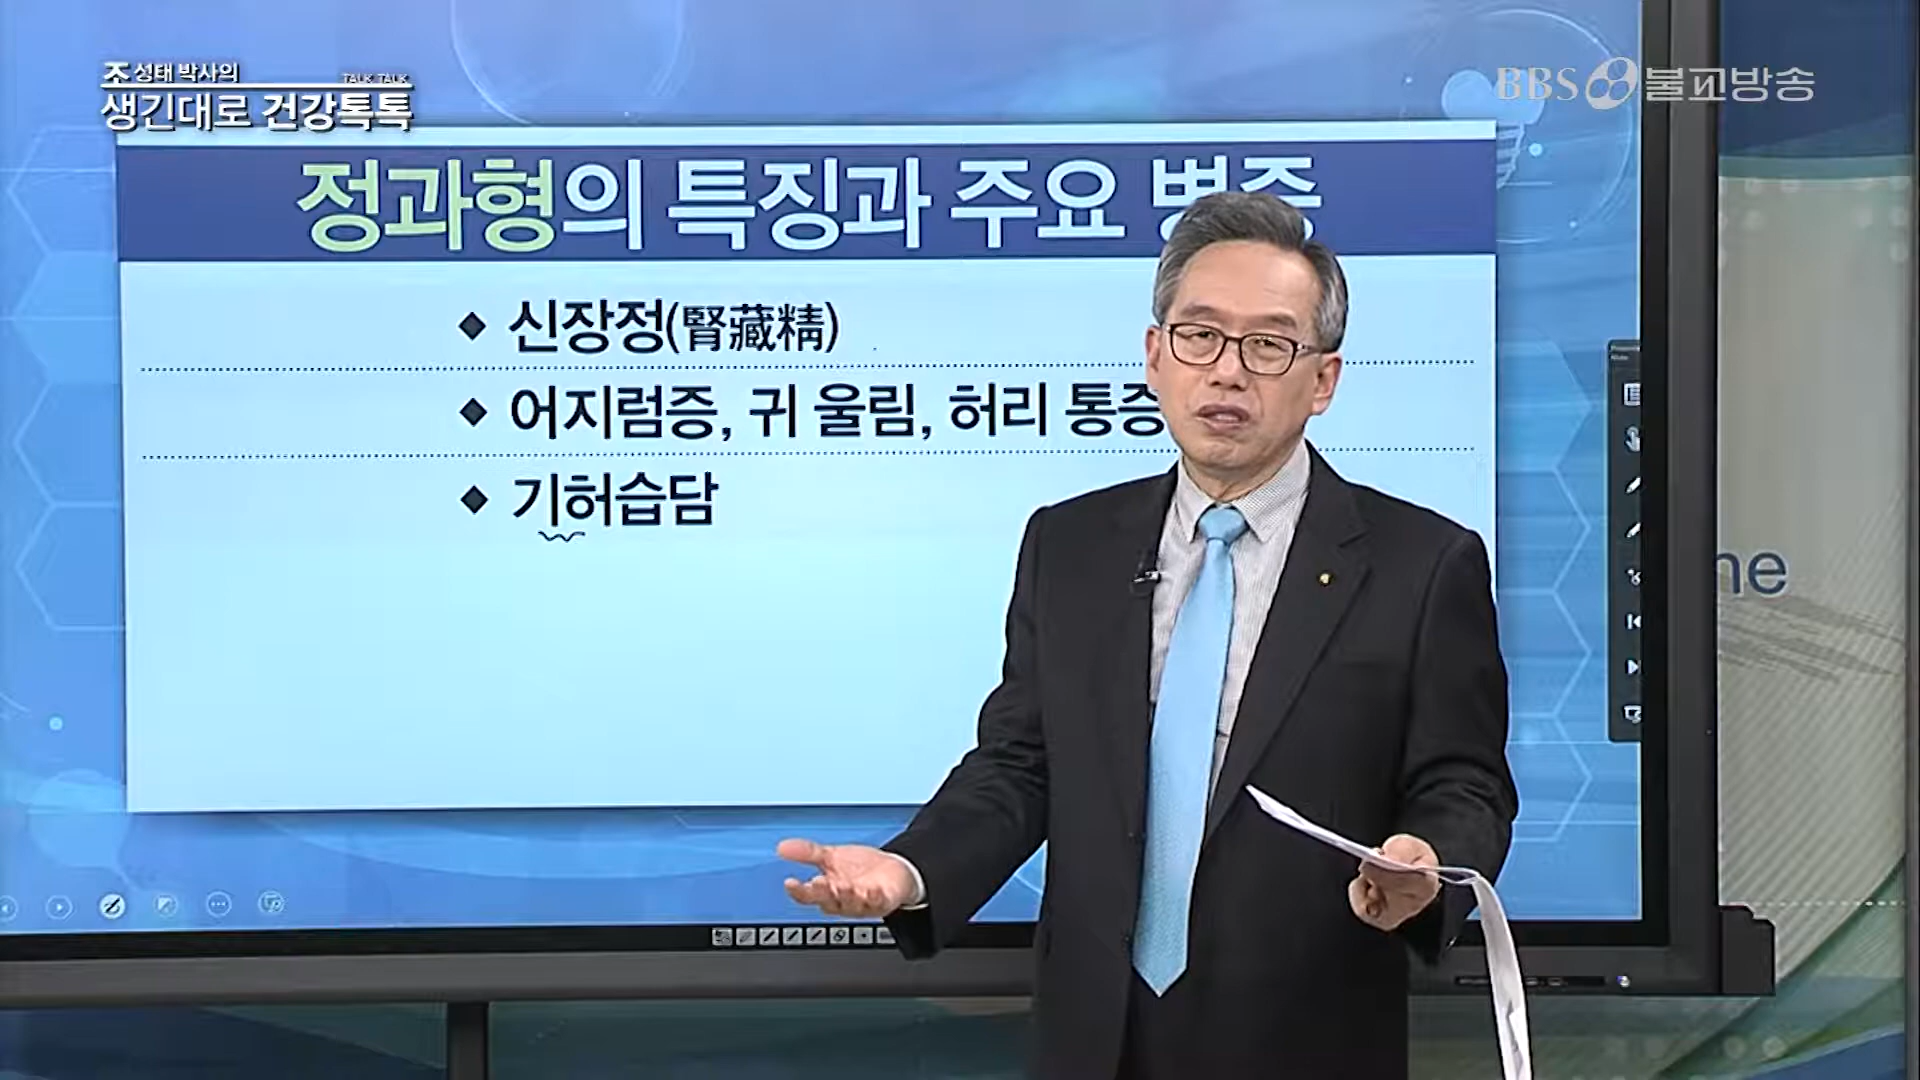 조성태 박사의
TALK TALK
생긴대로 건강톡톡
BBS 불교방송
정과형의 특징과 주요 병증
◆ 신장정(腎藏精)
◆ 어지럼증, 귀 울림, 허리 통증
◆ 기허습담
ne